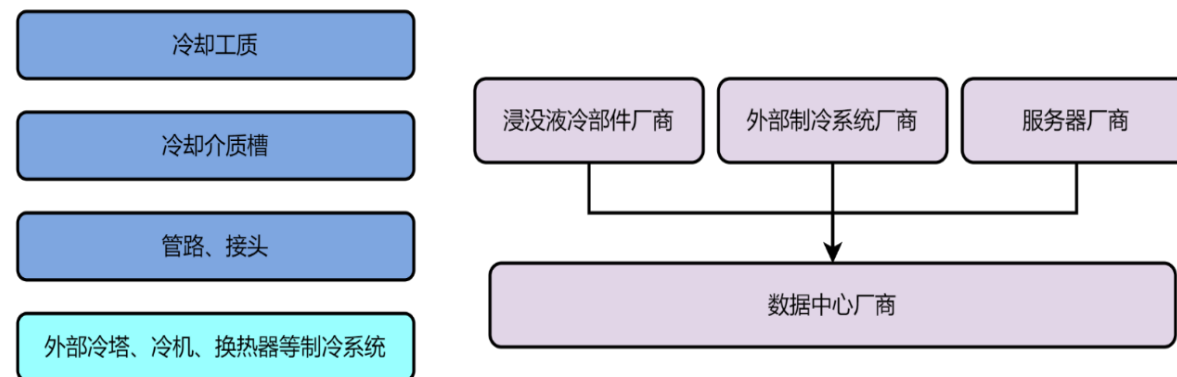 冷却工质
冷却介质槽
管路、接头
外部冷塔、冷机、换热器等制冷系统
浸没液冷部件厂商
外部制冷系统厂商
服务器厂商
数据中心厂商